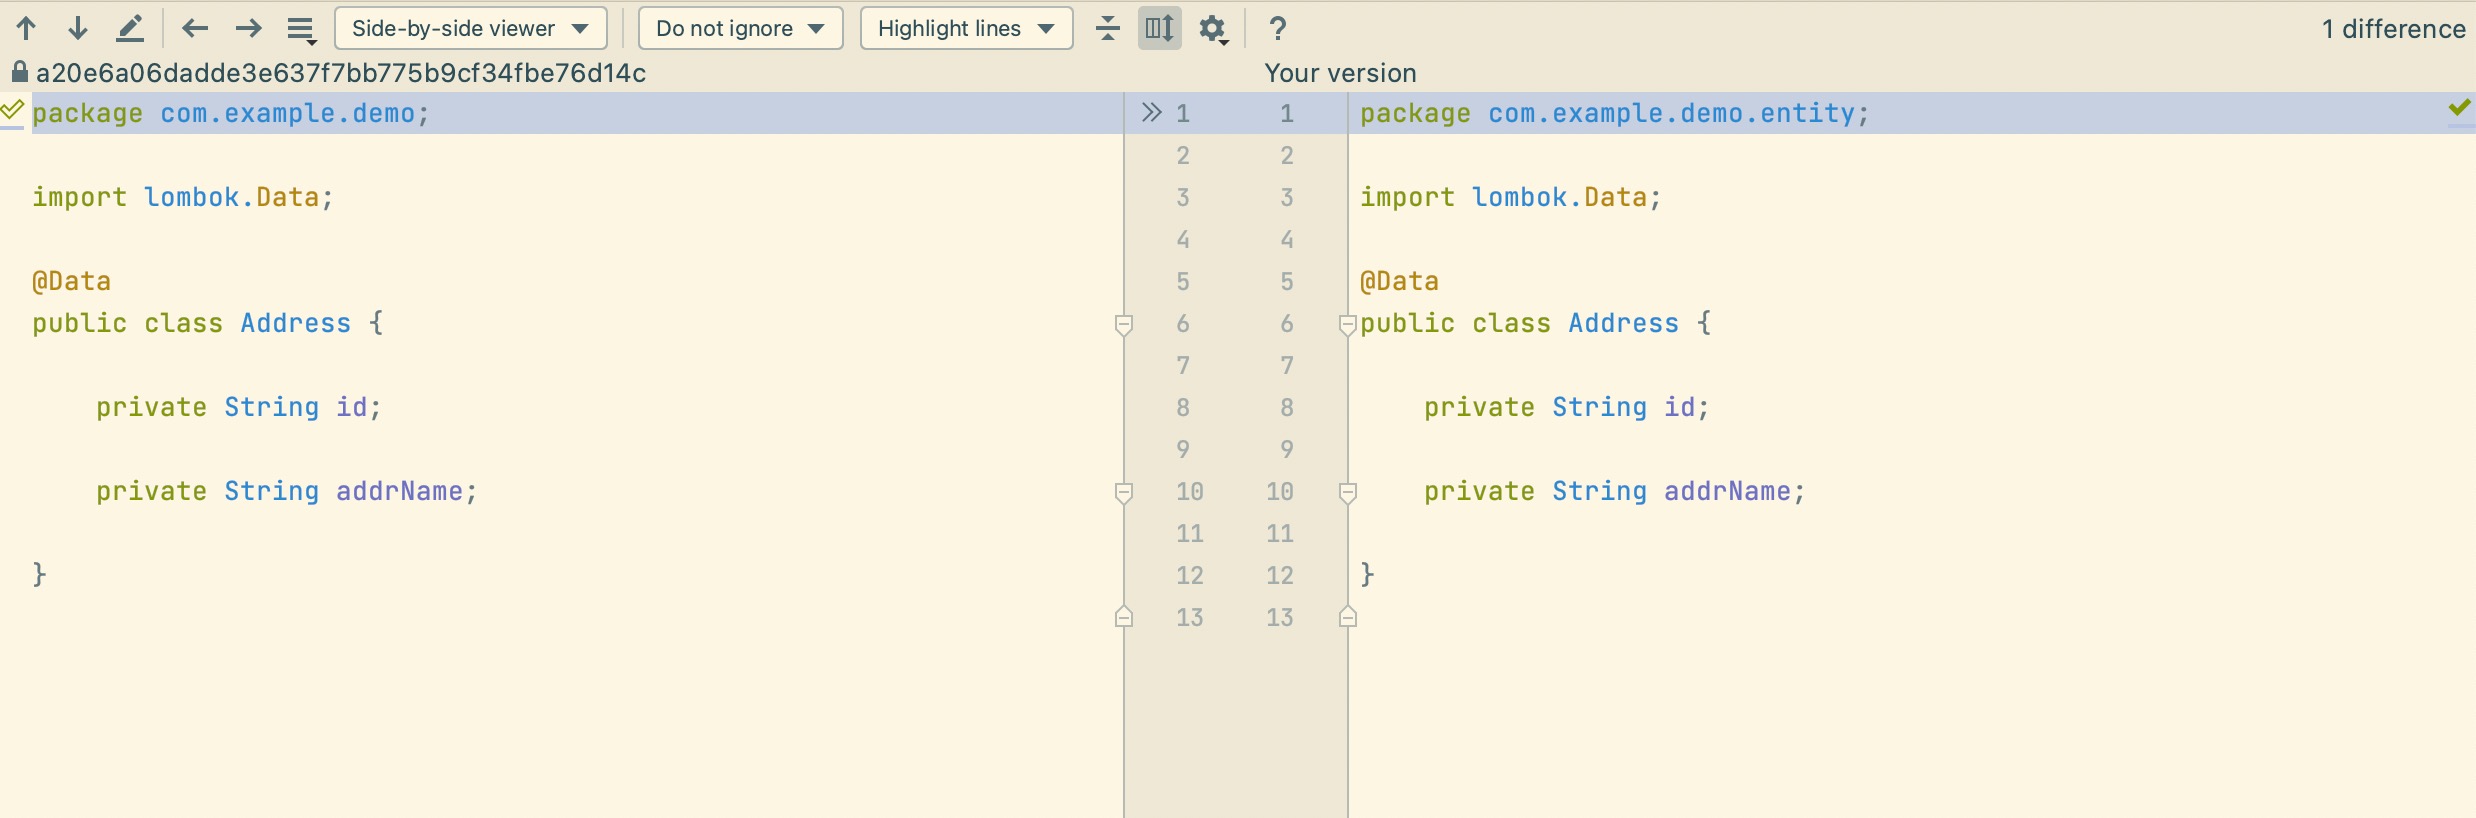 Side-by-side viewer Do not ignore Highlight lines ? 1 difference
a20e6a06dadde3e637f7bb775b9cf34fbe76d14c Your version
package com.example.demo; 1 1 package com.example.demo.entity;
2 2
import lombok.Data; 3 3 import lombok.Data;
4 4
@Data 5 5 @Data
public class Address { 6 6 public class Address {
7 7
private String id; 8 8 private String id;
9 9
private String addrName; 10 10 private String addrName;
11 11
} 12 12 }
13 13